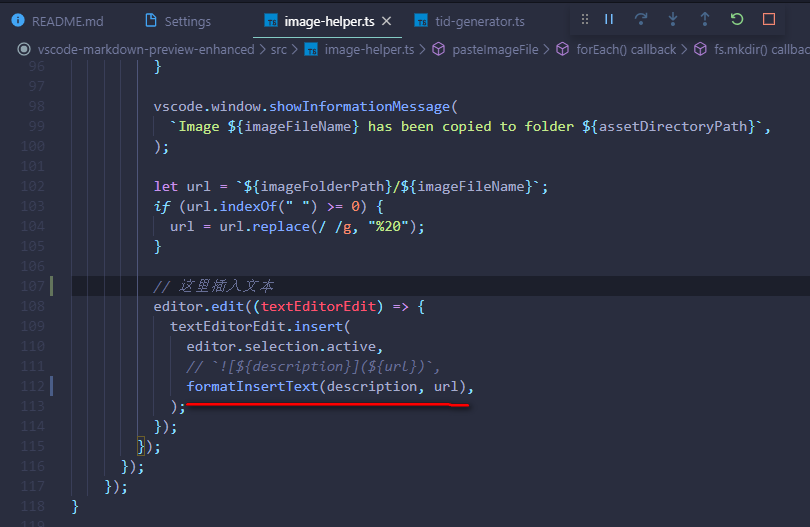 README.md Settings image-helper.ts tid-generator.ts
vscode-markdown-preview-enhanced > src > image-helper.ts > pasteImageFile > forEach() callback > fs.mkdir() callbac
96 }
97
98 vscode.window.showInformationMessage(
99 `Image ${imageFileName} has been copied to folder ${assetDirectoryPath}`,
100 );
101
102 let url = `${imageFolderPath}/${imageFileName}`;
103 if (url.indexOf(" ") >= 0) {
104 url = url.replace(/ /g, "%20");
105 }
106
107 // 这里插入文本
108 editor.edit((textEditorEdit) => {
109 textEditorEdit.insert(
110 editor.selection.active,
111 // `![${description}](${url})`,
112 formatInsertText(description, url),
113 );
114 });
115 });
116 });
117 });
118 }